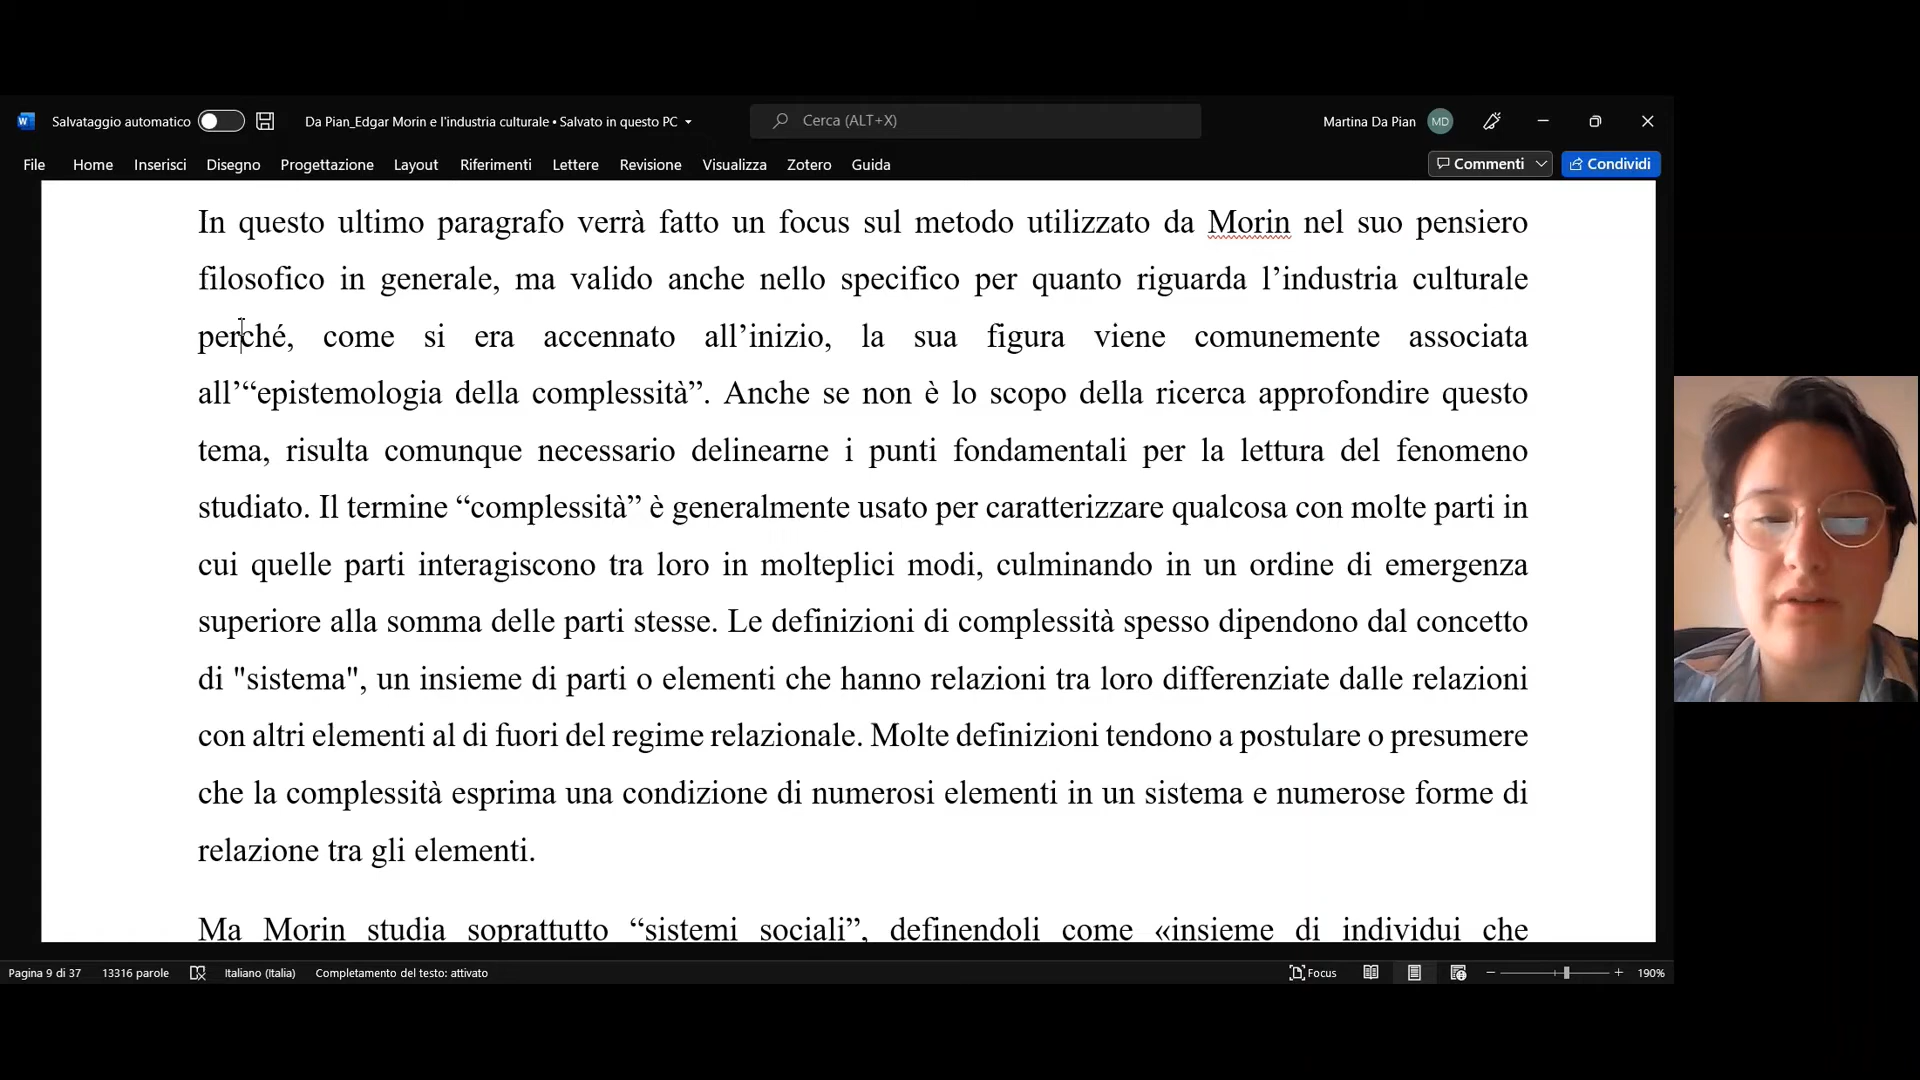 Salvataggio automatico
Da Pian_Edgar Morin e l'industria culturale • Salvato in questo PC
Cerca (ALT+X)
Martina Da Pian
MD
File Home Inserisci Disegno Progettazione Layout Riferimenti Lettere Revisione Visualizza Zotero Guida
Commenti
Condividi
In questo ultimo paragrafo verrà fatto un focus sul metodo utilizzato da Morin nel suo pensiero
filosofico in generale, ma valido anche nello specifico per quanto riguarda l’industria culturale
perché, come si era accennato all’inizio, la sua figura viene comunemente associata
all’“epistemologia della complessità”. Anche se non è lo scopo della ricerca approfondire questo
tema, risulta comunque necessario delinearne i punti fondamentali per la lettura del fenomeno
studiato. Il termine “complessità” è generalmente usato per caratterizzare qualcosa con molte parti in
cui quelle parti interagiscono tra loro in molteplici modi, culminando in un ordine di emergenza
superiore alla somma delle parti stesse. Le definizioni di complessità spesso dipendono dal concetto
di "sistema", un insieme di parti o elementi che hanno relazioni tra loro differenziate dalle relazioni
con altri elementi al di fuori del regime relazionale. Molte definizioni tendono a postulare o presumere
che la complessità esprima una condizione di numerosi elementi in un sistema e numerose forme di
relazione tra gli elementi.
Ma Morin studia soprattutto “sistemi sociali”, definendoli come «insieme di individui che
Pagina 9 di 37 13316 parole Italiano (Italia) Completamento del testo: attivato
Focus
190%